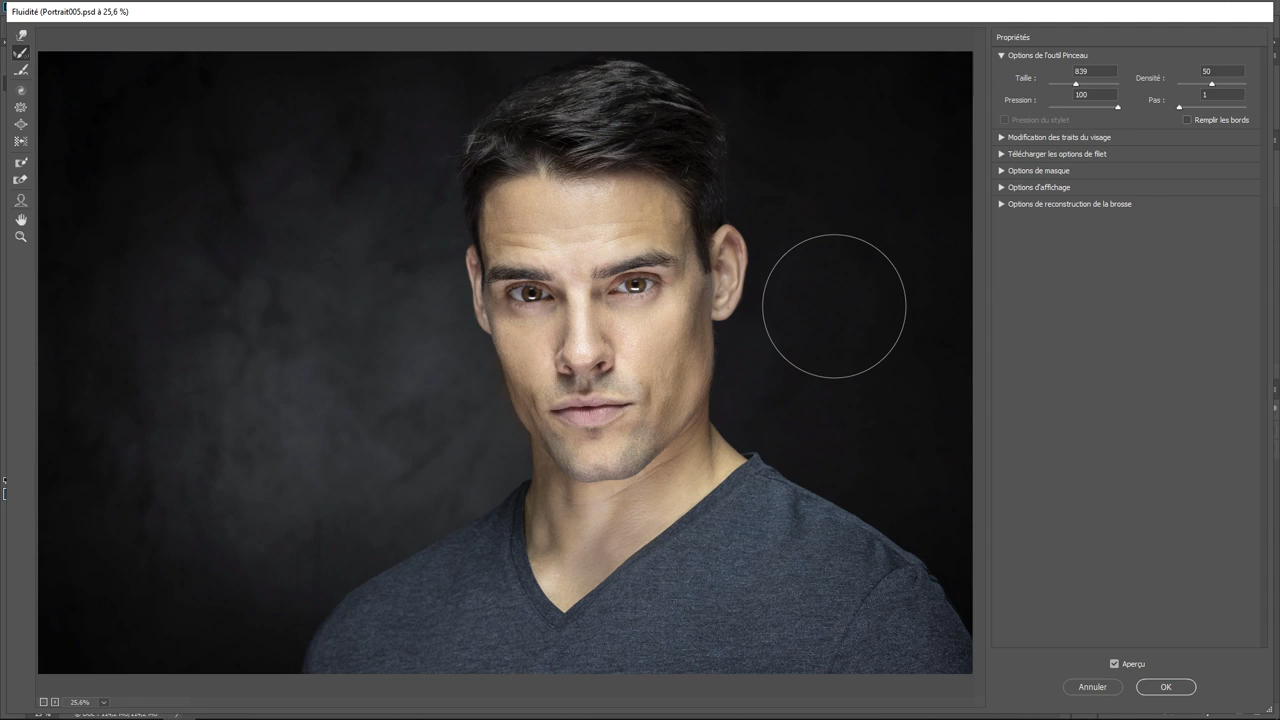 Fluidité (Portrait005.psd à 25,6 %)
Propriétés
Options de l'outil Pinceau
Taille : 839 Densité : 50
Pression : 100 Pas : 1
Pression du stylet Remplir les bords
Modification des traits du visage
Télécharger les options de filet
Options de masque
Options d'affichage
Options de reconstruction de la brosse
Aperçu
Annuler OK
25,6%